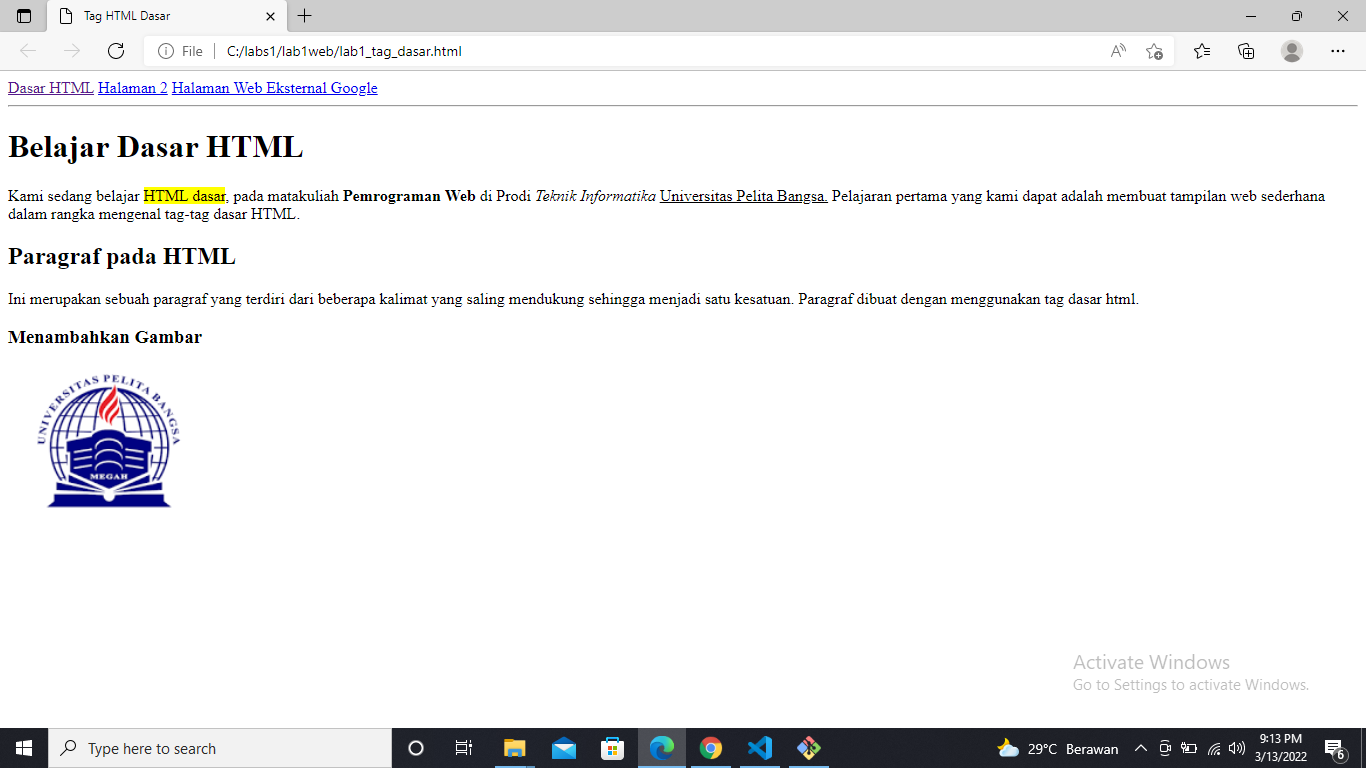 Tag HTML Dasar
File
C:/labs1/lab1web/lab1_tag_dasar.html
Dasar HTML Halaman 2 Halaman Web Eksternal Google
Belajar Dasar HTML
Kami sedang belajar HTML dasar, pada matakuliah Pemrograman Web di Prodi Teknik Informatika Universitas Pelita Bangsa. Pelajaran pertama yang kami dapat adalah membuat tampilan web sederhana
dalam rangka mengenal tag-tag dasar HTML.
Paragraf pada HTML
Ini merupakan sebuah paragraf yang terdiri dari beberapa kalimat yang saling mendukung sehingga menjadi satu kesatuan. Paragraf dibuat dengan menggunakan tag dasar html.
Menambahkan Gambar
UNIVERSITAS PELITA BANGSA
MEGAH
Activate Windows
Go to Settings to activate Windows.
Type here to search
29°C Berawan
9:13 PM
3/13/2022
6